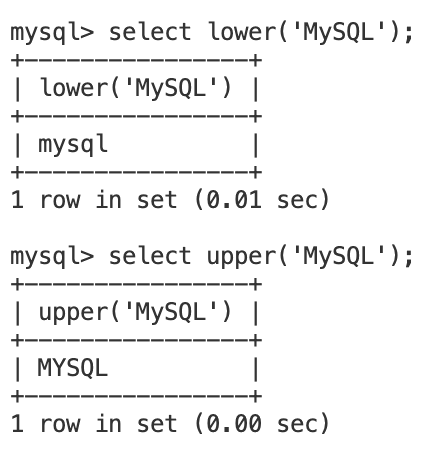 mysql> select lower('MySQL');
+----------------+
| lower('MySQL') |
+----------------+
| mysql          |
+----------------+
1 row in set (0.01 sec)

mysql> select upper('MySQL');
+----------------+
| upper('MySQL') |
+----------------+
| MYSQL          |
+----------------+
1 row in set (0.00 sec)